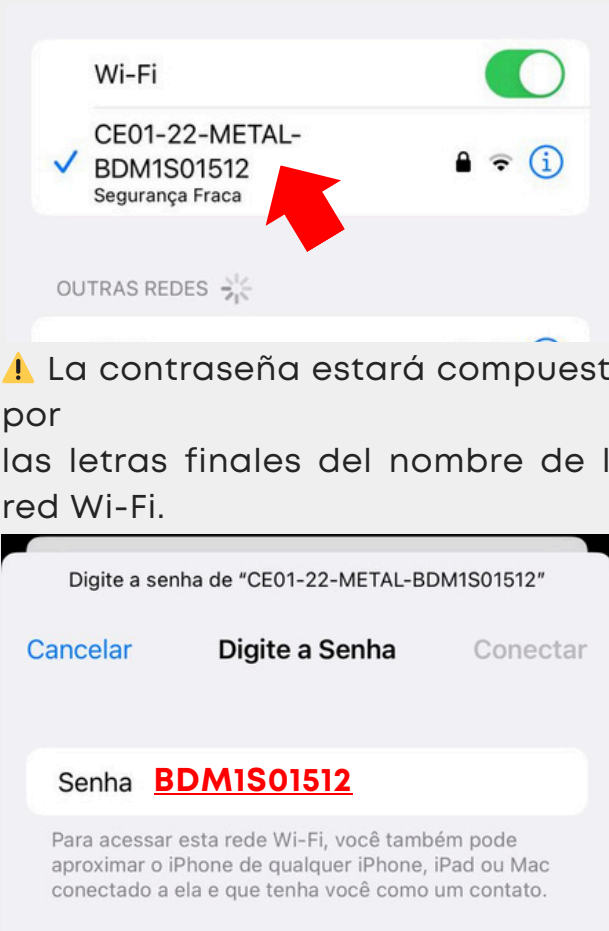 Wi-Fi
CE01-22-METAL-
BDM1S01512
Segurança Fraca
OUTRAS REDES
La contraseña estará compuest
por
las letras finales del nombre de l
red Wi-Fi.
Digite a senha de “CE01-22-METAL-BDM1S01512”
Cancelar Digite a Senha Conectar
Senha BDM1S01512
Para acessar esta rede Wi-Fi, você também pode
aproximar o iPhone de qualquer iPhone, iPad ou Mac
conectado a ela e que tenha você como um contato.